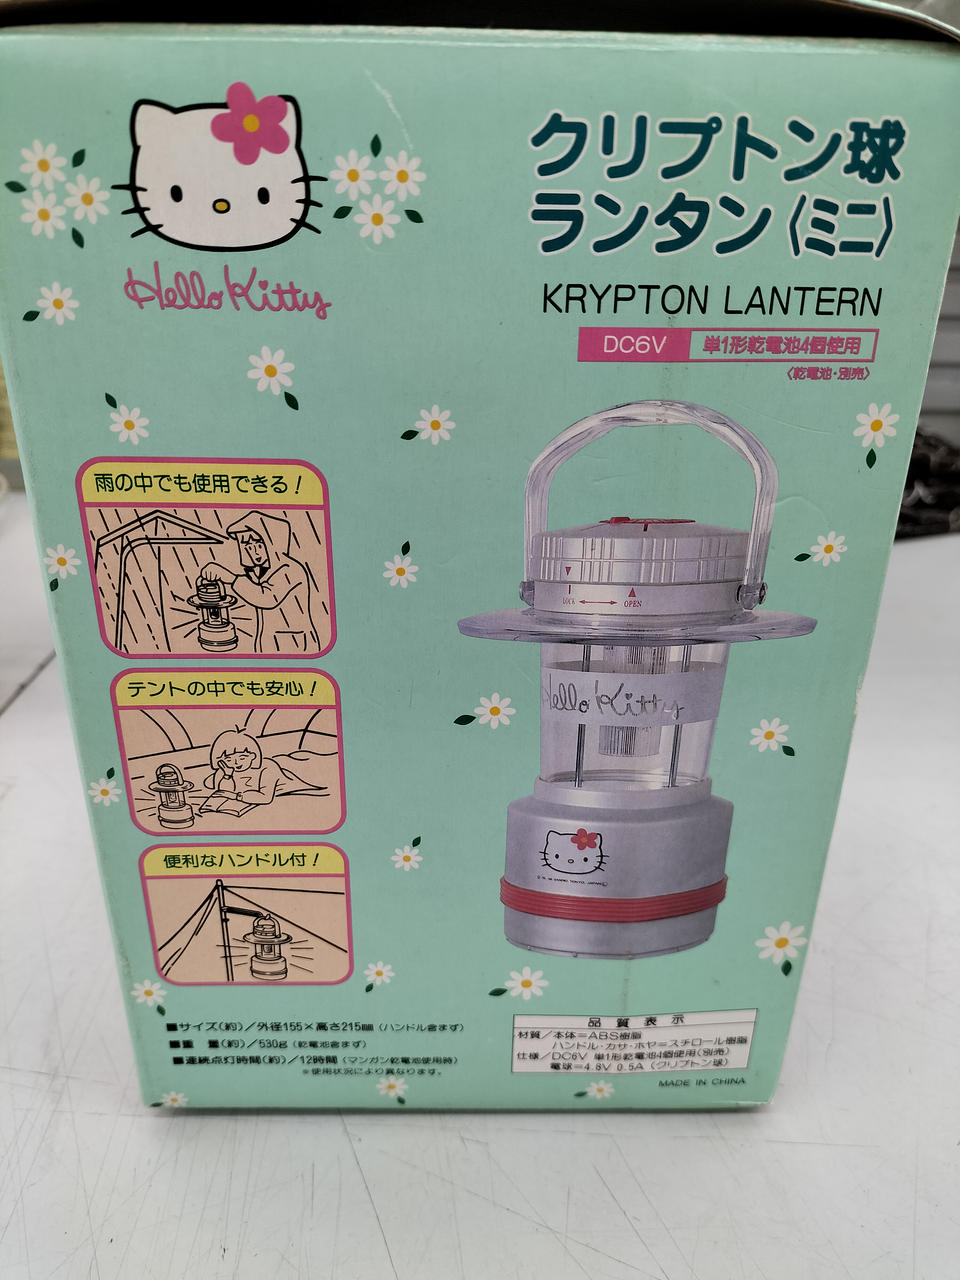 Hello Kitty
クリプトン球
ランタン〈ミニ〉
KRYPTON LANTERN
DC6V 単1形乾電池4個使用
〈乾電池・別売〉
雨の中でも使用できる！
テントの中でも安心！
便利なハンドル付！
LOCK OPEN
Hello Kitty
■サイズ(約)／外径155×高さ215㎜（ハンドル含まず）
■重　量(約)／530g（乾電池含まず）
■連続点灯時間(約)／12時間（マンガン乾電池使用時）
※使用状況により異なります。
品質表示
材質／本体＝ABS樹脂
ハンドル・カサ・ホヤ＝スチロール樹脂
仕様／DC6V 単1形乾電池4個使用(別売)
電球＝4.8V 0.5A（クリプトン球）
MADE IN CHINA